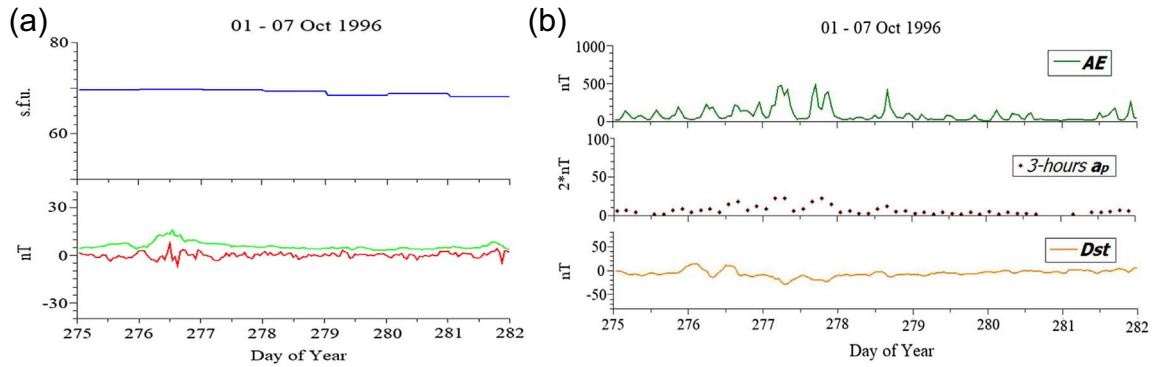 (a)
01 - 07 Oct 1996
80
s.f.u.
60
30
nT
0
-30
275 276 277 278 279 280 281 282
Day of Year
(b)
01 - 07 Oct 1996
1000
nT
500
AE
0
100
2*nT
50
3-hours ap
0
50
nT
0
Dst
-50
275 276 277 278 279 280 281 282
Day of Year